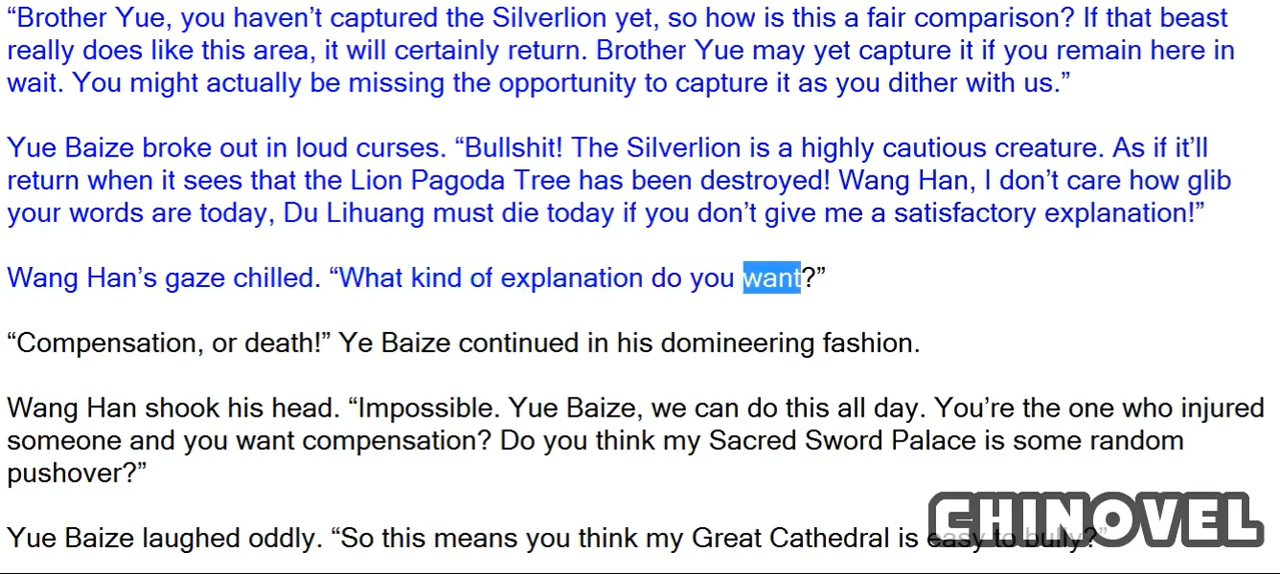 “Brother Yue, you haven’t captured the Silverlion yet, so how is this a fair comparison? If that beast
really does like this area, it will certainly return. Brother Yue may yet capture it if you remain here in
wait. You might actually be missing the opportunity to capture it as you dither with us.”
Yue Baize broke out in loud curses. “Bullshit! The Silverlion is a highly cautious creature. As if it’ll
return when it sees that the Lion Pagoda Tree has been destroyed! Wang Han, I don’t care how glib
your words are today, Du Lihuang must die today if you don’t give me a satisfactory explanation!”
Wang Han’s gaze chilled. “What kind of explanation do you want?”
“Compensation, or death!” Ye Baize continued in his domineering fashion.
Wang Han shook his head. “Impossible. Yue Baize, we can do this all day. You’re the one who injured
someone and you want compensation? Do you think my Sacred Sword Palace is some random
pushover?”
Yue Baize laughed oddly. “So this means you think my Great Cathedral is easy to bully?”
CHINOVEL